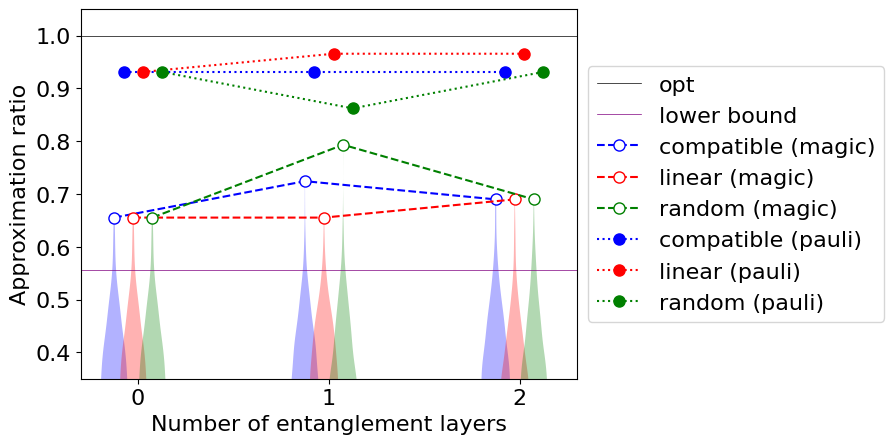 Approximation ratio
1.0
0.9
0.8
0.7
0.6
0.5
0.4
0
1
2
Number of entanglement layers
opt
lower bound
compatible (magic)
linear (magic)
random (magic)
compatible (pauli)
linear (pauli)
random (pauli)